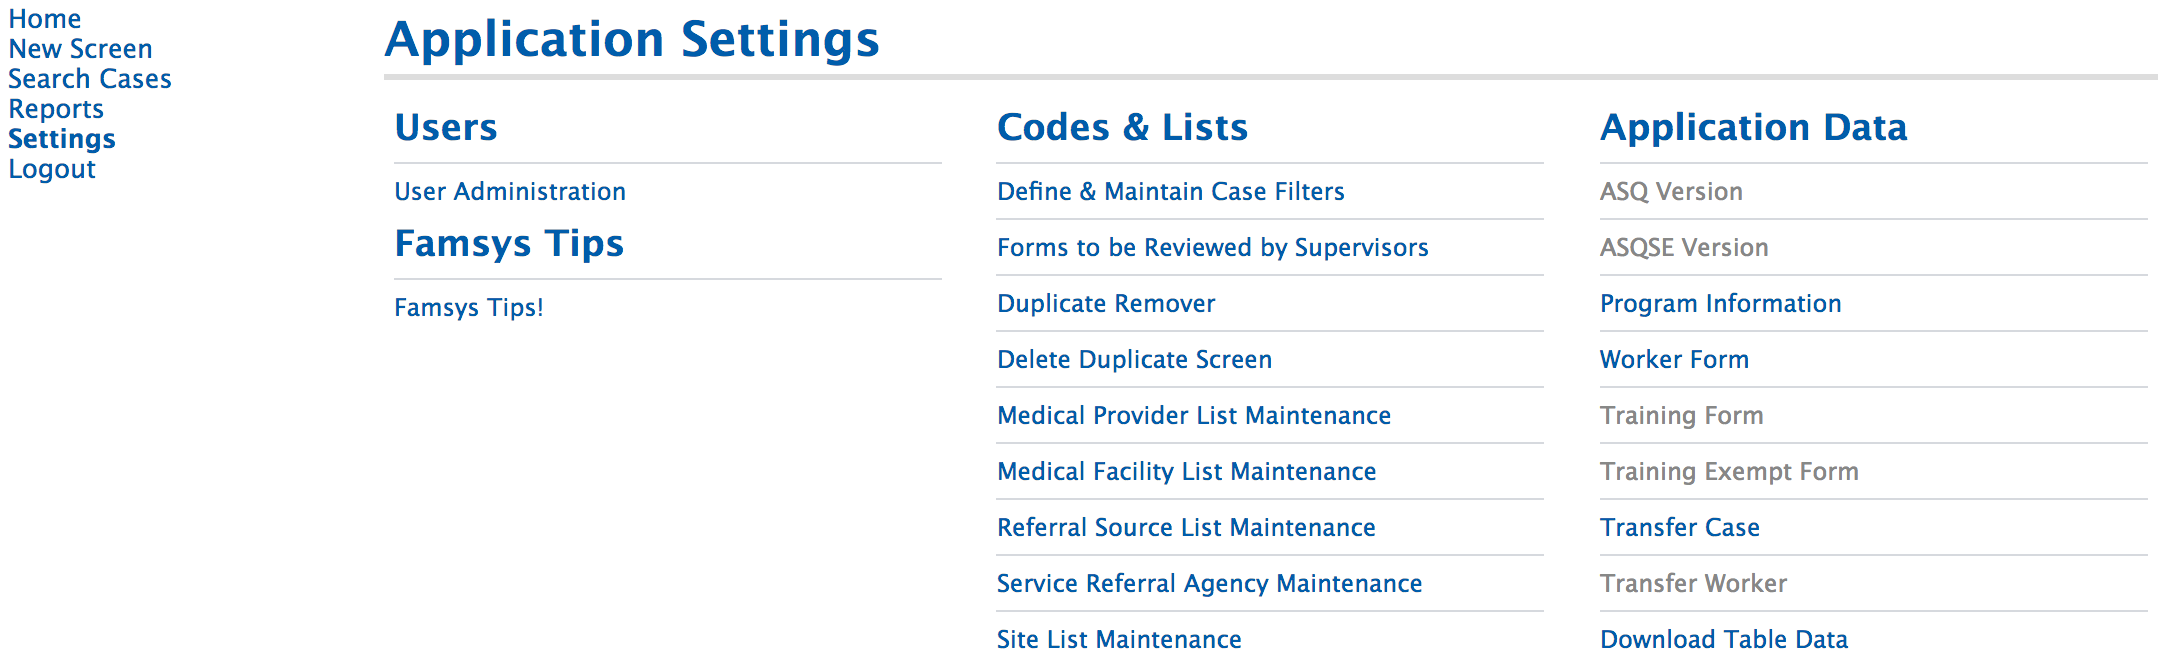 Home
New Screen
Search Cases
Reports
Settings
Logout
Application Settings
Users
User Administration
Famsys Tips
Famsys Tips!
Codes & Lists
Define & Maintain Case Filters
Forms to be Reviewed by Supervisors
Duplicate Remover
Delete Duplicate Screen
Medical Provider List Maintenance
Medical Facility List Maintenance
Referral Source List Maintenance
Service Referral Agency Maintenance
Site List Maintenance
Application Data
ASQ Version
ASQSE Version
Program Information
Worker Form
Training Form
Training Exempt Form
Transfer Case
Transfer Worker
Download Table Data